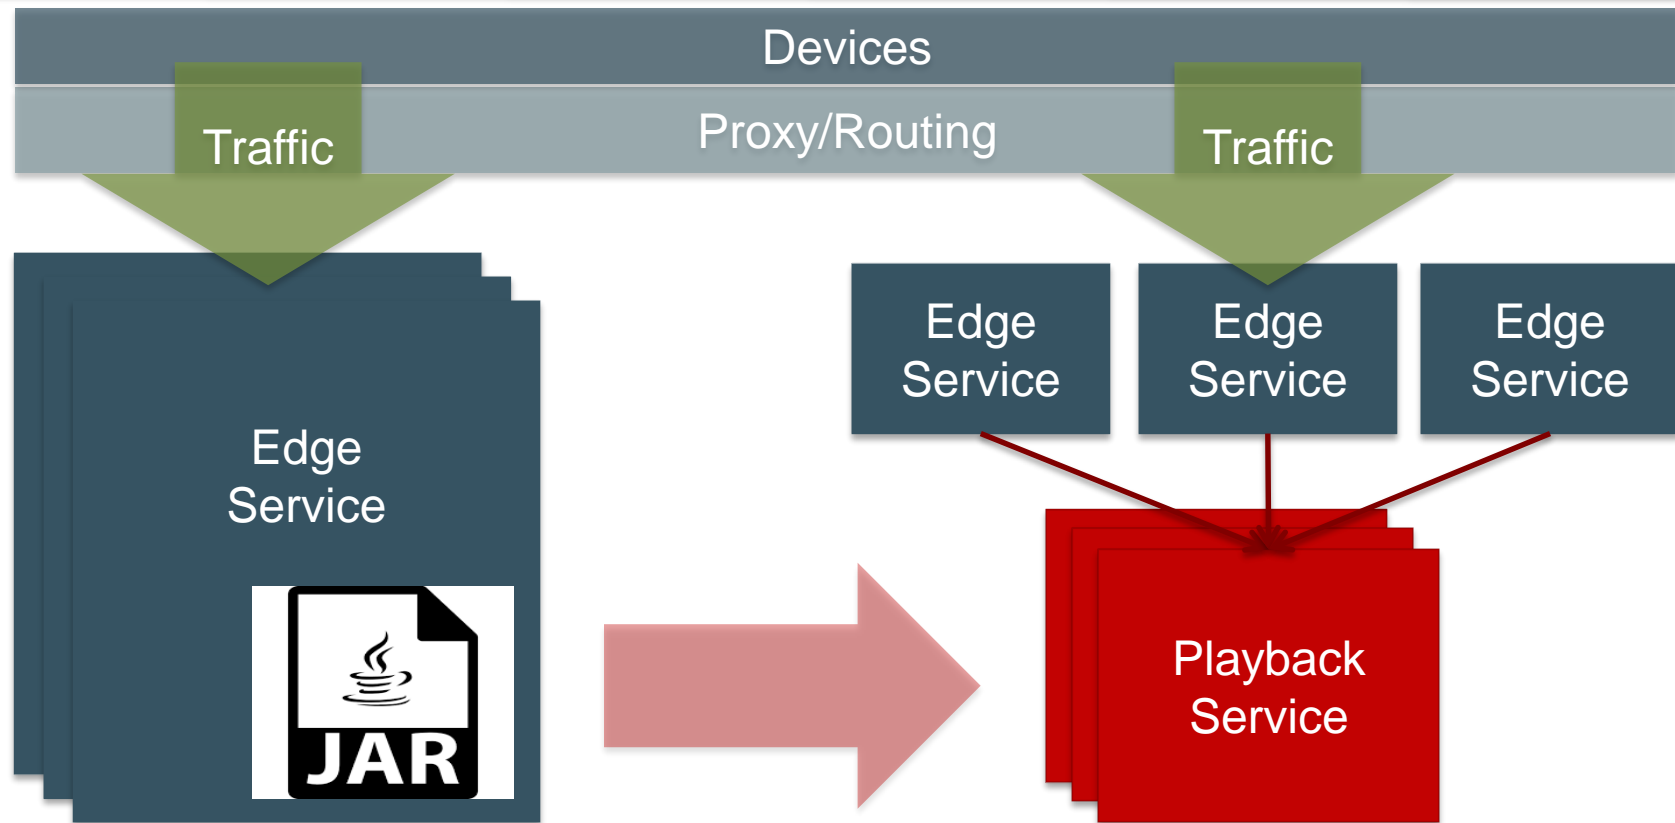 Devices
Proxy/Routing
Traffic
Traffic
Edge
Service
JAR
Edge
Service
Edge
Service
Edge
Service
Playback
Service